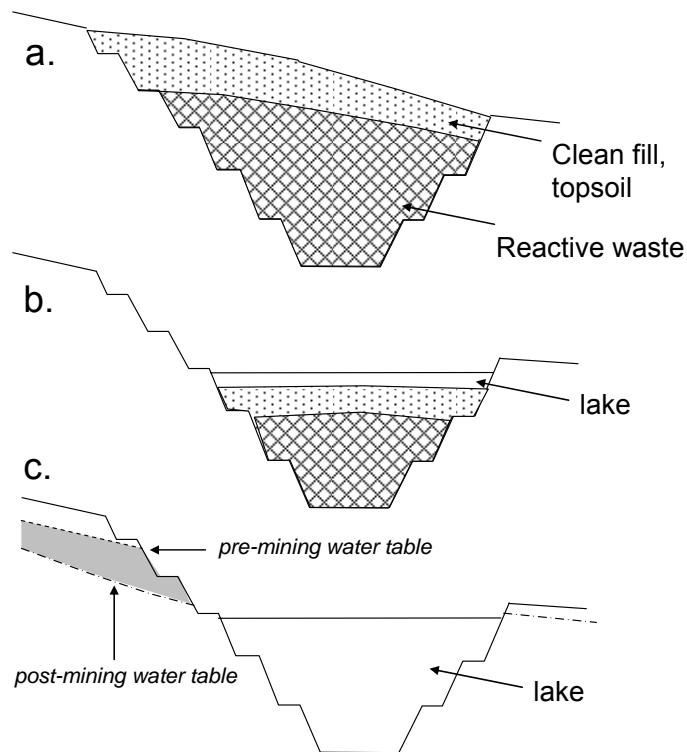 a.
Clean fill,
topsoil
Reactive waste
b.
lake
c.
pre-mining water table
post-mining water table
lake